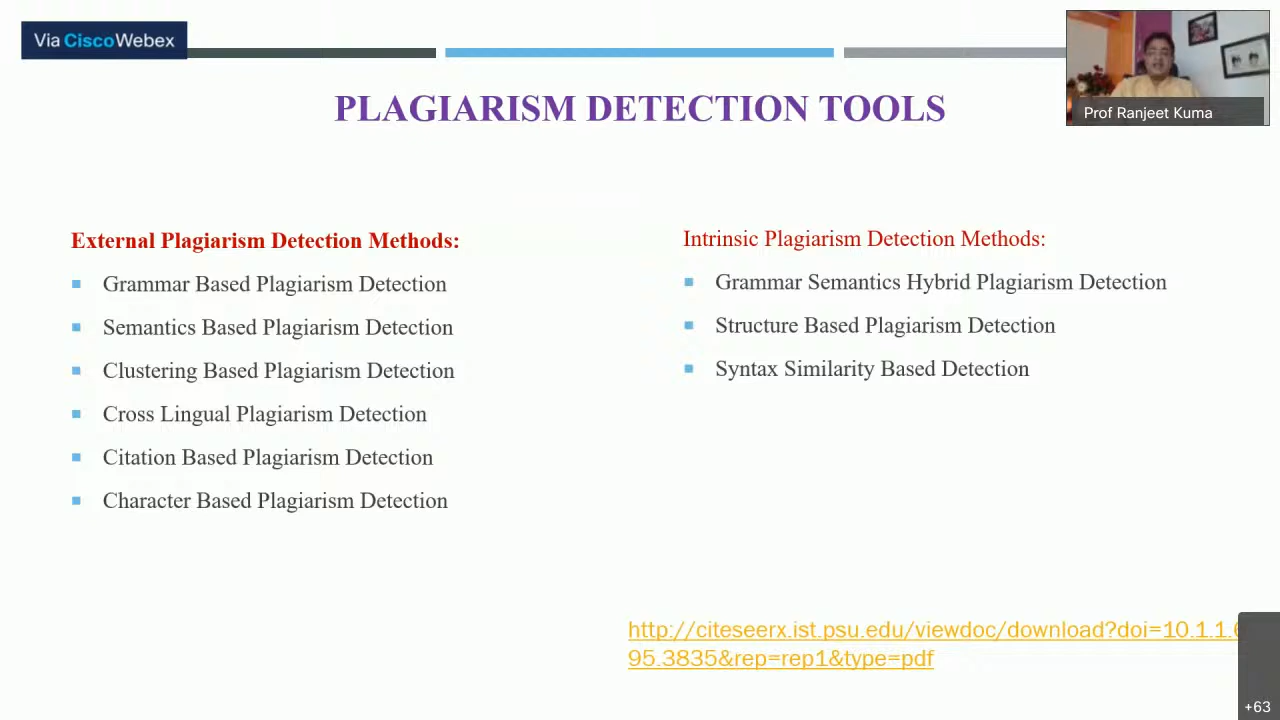 Via CiscoWebex
Prof Ranjeet Kuma
PLAGIARISM DETECTION TOOLS
External Plagiarism Detection Methods:
Grammar Based Plagiarism Detection
Semantics Based Plagiarism Detection
Clustering Based Plagiarism Detection
Cross Lingual Plagiarism Detection
Citation Based Plagiarism Detection
Character Based Plagiarism Detection
Intrinsic Plagiarism Detection Methods:
Grammar Semantics Hybrid Plagiarism Detection
Structure Based Plagiarism Detection
Syntax Similarity Based Detection
http://citeseerx.ist.psu.edu/viewdoc/download?doi=10.1.1.6
95.3835&rep=rep1&type=pdf
+63